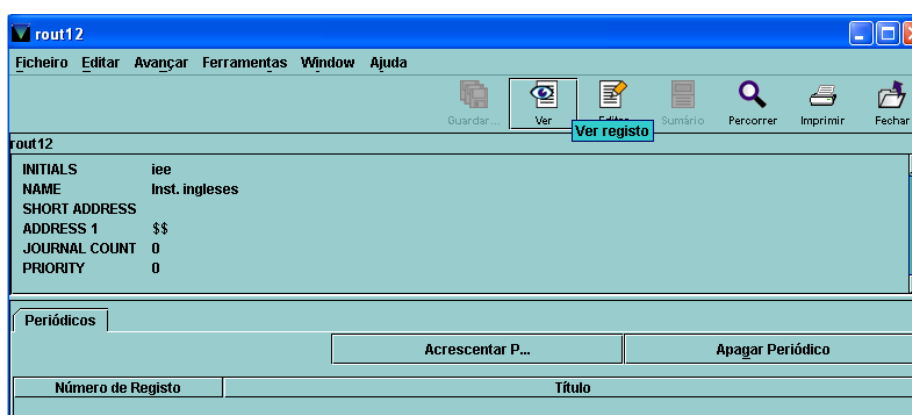 rout12
Ficheiro Editar Avançar Ferramentas Window Ajuda
Guardar... Ver Editar Sumário Percorrer Imprimir Fechar
Ver registo
rout12
INITIALS iee
NAME Inst. ingleses
SHORT ADDRESS
ADDRESS 1 $$
JOURNAL COUNT 0
PRIORITY 0
Periódicos
Acrescentar P... Apagar Periódico
Número de Registo Título